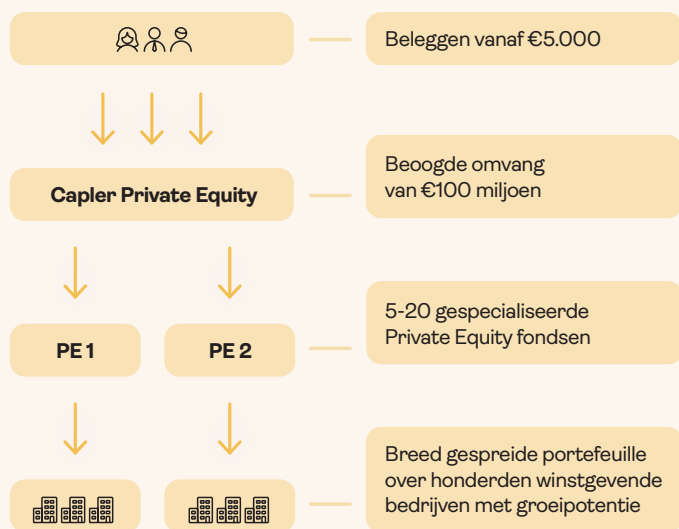 Beleggen vanaf €5.000
Capler Private Equity
Beoogde omvang
van €100 miljoen
PE 1
PE 2
5-20 gespecialiseerde
Private Equity fondsen
Breed gespreide portefeuille
over honderden winstgevende
bedrijven met groeipotentie